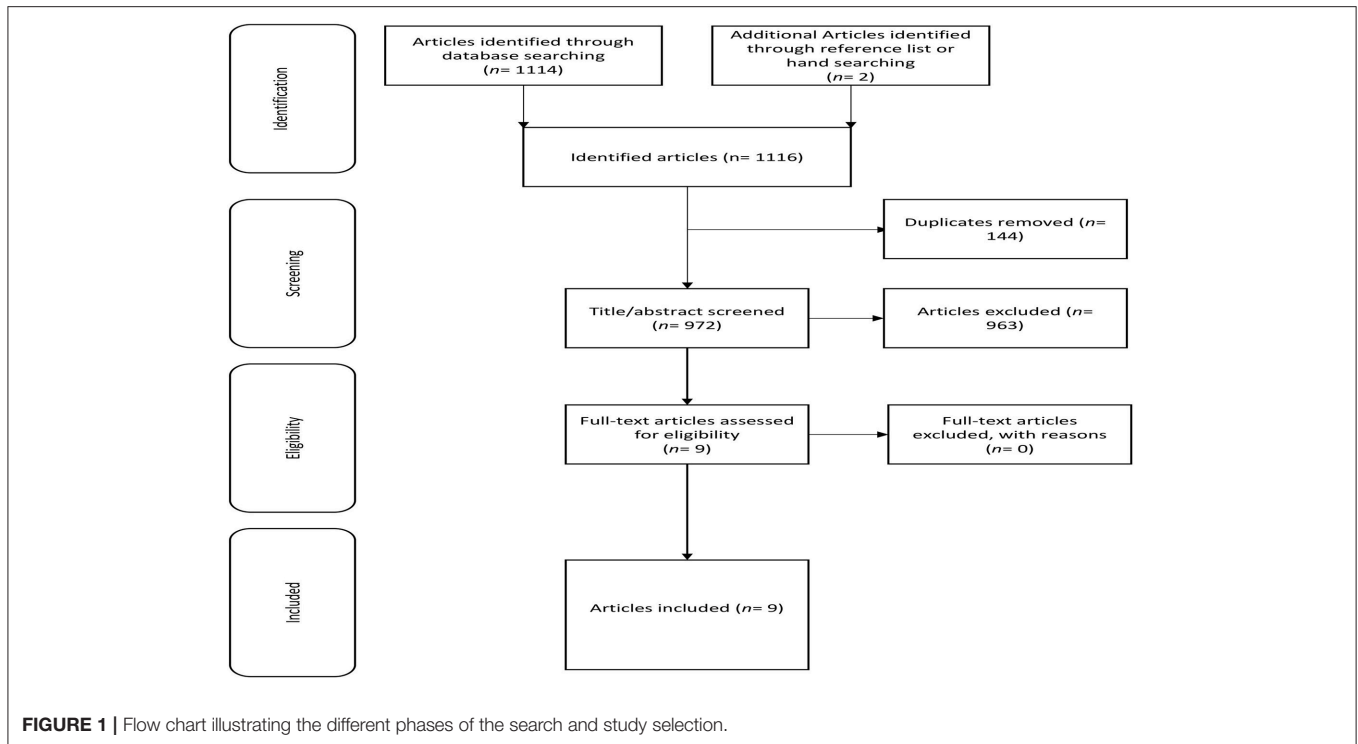 Identification
Articles identified through
database searching
(n= 1114)
Additional Articles identified
through reference list or
hand searching
(n= 2)
Identified articles (n= 1116)
Screening
Duplicates removed (n=
144)
Title/abstract screened
(n= 972)
Articles excluded (n=
963)
Eligibility
Full-text articles assessed
for eligibility
(n= 9)
Full-text articles
excluded, with reasons
(n= 0)
Included
Articles included (n= 9)
FIGURE 1 | Flow chart illustrating the different phases of the search and study selection.